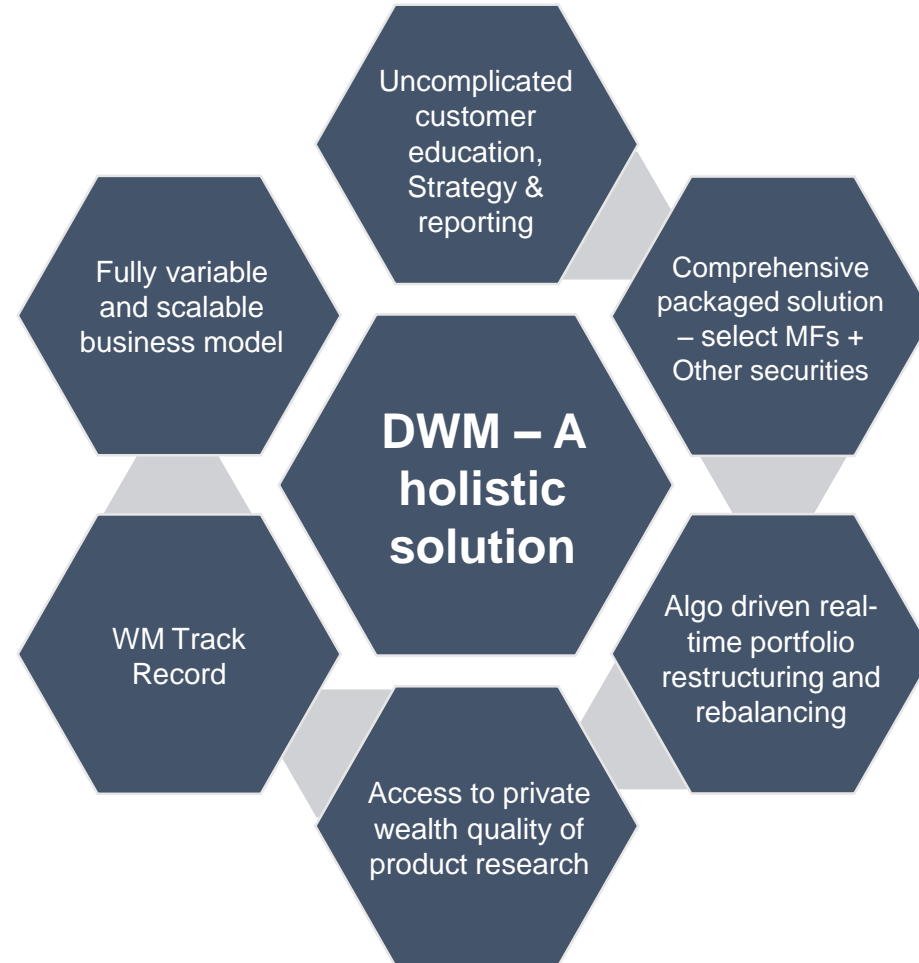 Uncomplicated
customer
education,
Strategy &
reporting
Fully variable
and scalable
business model
Comprehensive
packaged solution
– select MFs +
Other securities
DWM – A
holistic
solution
WM Track
Record
Algo driven real-
time portfolio
restructuring and
rebalancing
Access to private
wealth quality of
product research